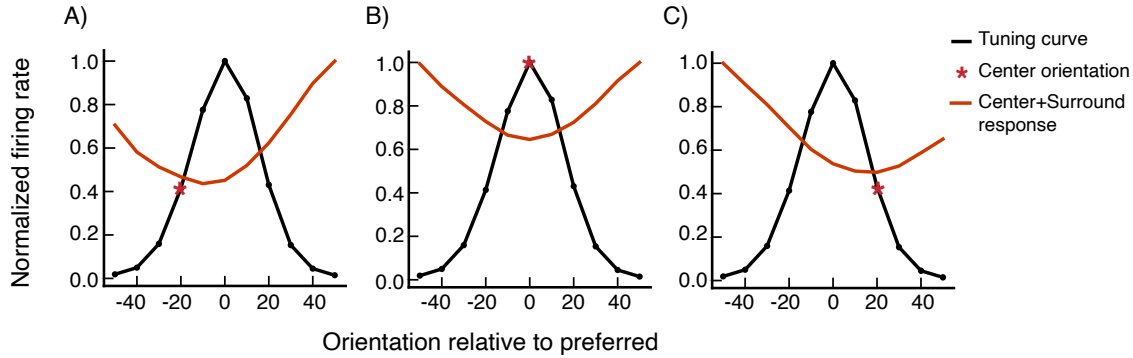 A)
B)
C)
Normalized firing rate
1.0
0.8
0.6
0.4
0.2
0.0
-40 -20 0 20 40
1.0
0.8
0.6
0.4
0.2
0.0
-40 -20 0 20 40
1.0
0.8
0.6
0.4
0.2
0.0
-40 -20 0 20 40
Orientation relative to preferred
Tuning curve
Center orientation
Center+Surround
response